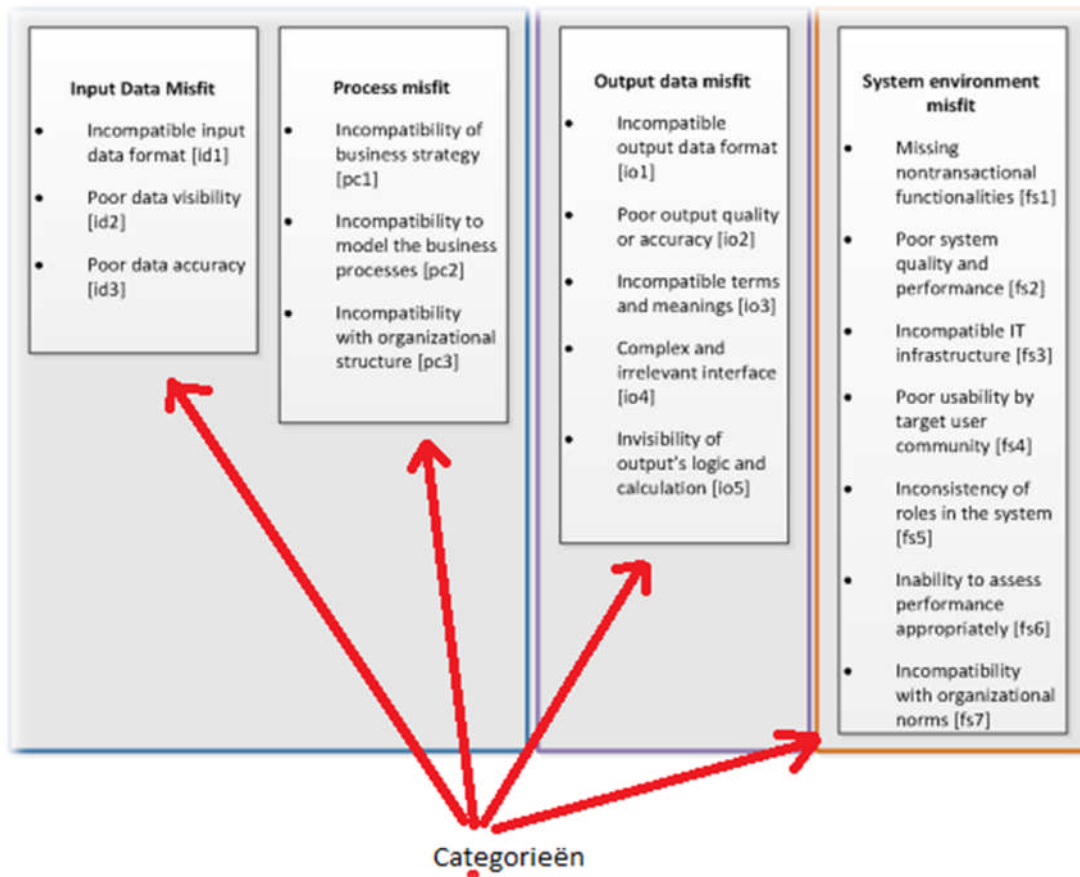 Input Data Misfit
• Incompatible input
data format [id1]
• Poor data visibility
[id2]
• Poor data accuracy
[id3]
Process misfit
• Incompatibility of
business strategy
[pc1]
• Incompatibility to
model the business
processes [pc2]
• Incompatibility
with organizational
structure [pc3]
Output data misfit
• Incompatible
output data format
[io1]
• Poor output quality
or accuracy [io2]
• Incompatible terms
and meanings [io3]
• Complex and
irrelevant interface
[io4]
• Invisibility of
output's logic and
calculation [io5]
System environment
misfit
• Missing
nontransactional
functionalities [fs1]
• Poor system
quality and
performance [fs2]
• Incompatible IT
infrastructure [fs3]
• Poor usability by
target user
community [fs4]
• Inconsistency of
roles in the system
[fs5]
• Inability to assess
performance
appropriately [fs6]
• Incompatibility
with organizational
norms [fs7]
Categorieën